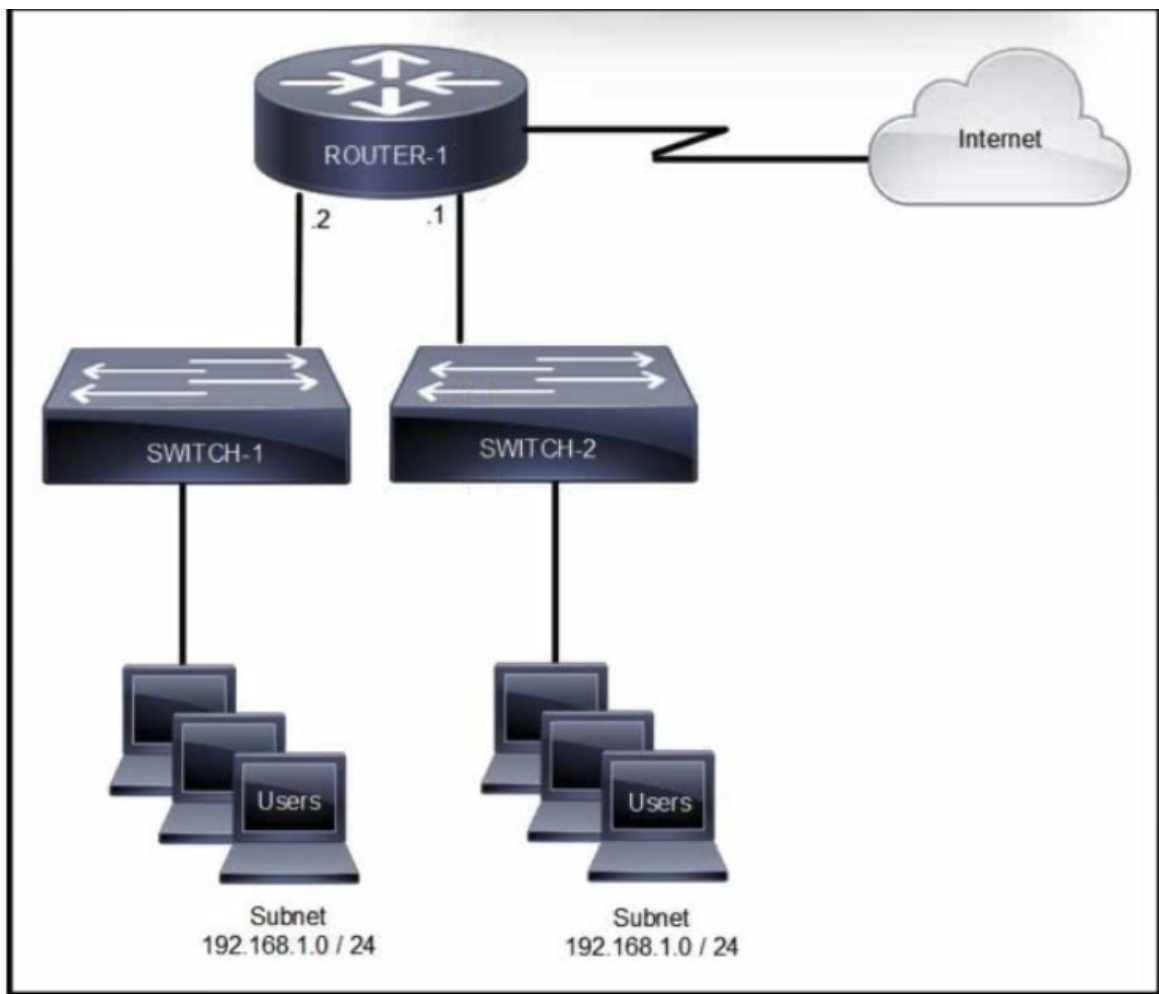 ROUTER-1
Internet
.2
.1
SWITCH-1
SWITCH-2
Users
Users
Subnet
192.168.1.0 / 24
Subnet
192.168.1.0 / 24